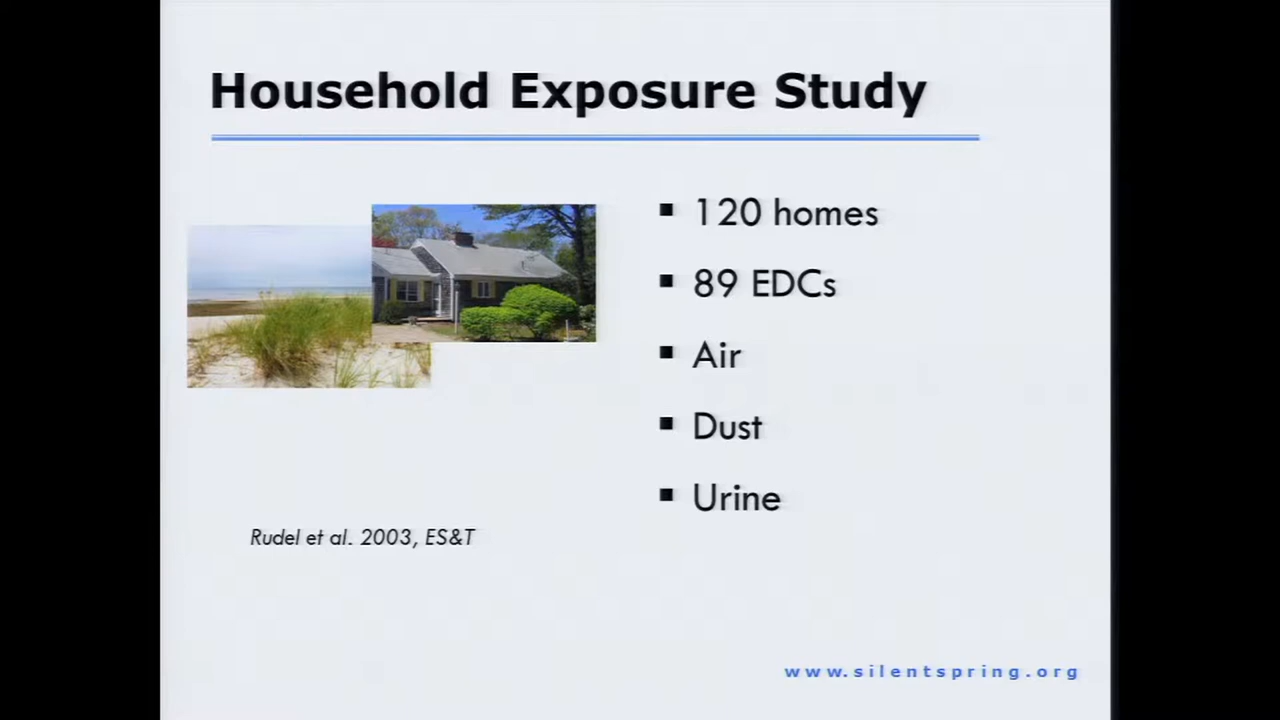 Household Exposure Study
120 homes
89 EDCs
Air
Dust
Urine
Rudel et al. 2003, ES&T
www.silentspring.org